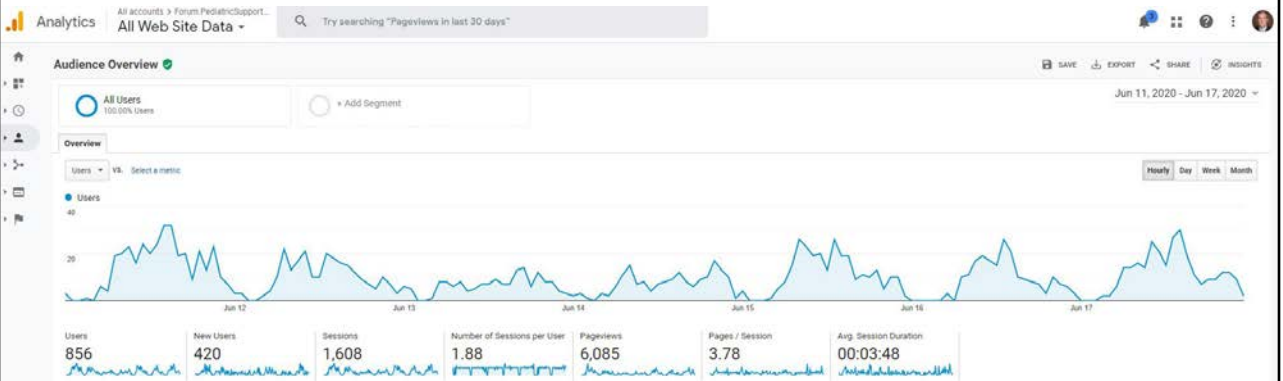 All accounts > Forum.PediatricSupport...
Analytics
All Web Site Data
Try searching "Pageviews in last 30 days"
Audience Overview
SAVE
EXPORT
SHARE
INSIGHTS
All Users
100.00% Users
+ Add Segment
Jun 11, 2020 - Jun 17, 2020
Overview
Users VS. Select a metric
Hourly Day Week Month
Users
40
20
Jun 12 Jun 13 Jun 14 Jun 15 Jun 16 Jun 17
Users New Users Sessions Number of Sessions per User Pageviews Pages / Session Avg. Session Duration
856 420 1,608 1.88 6,085 3.78 00:03:48